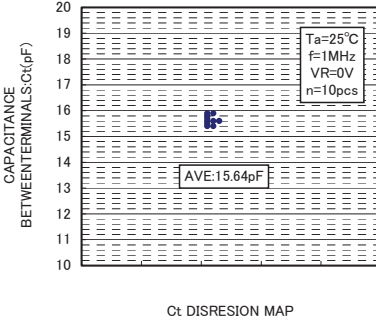 20
19
18
17
16
15
14
13
12
11
10
CAPACITANCE
BETWEENTERMINALS:Ct(pF)
Ta=25°C
f=1MHz
VR=0V
n=10pcs
AVE:15.64pF
Ct DISRESION MAP